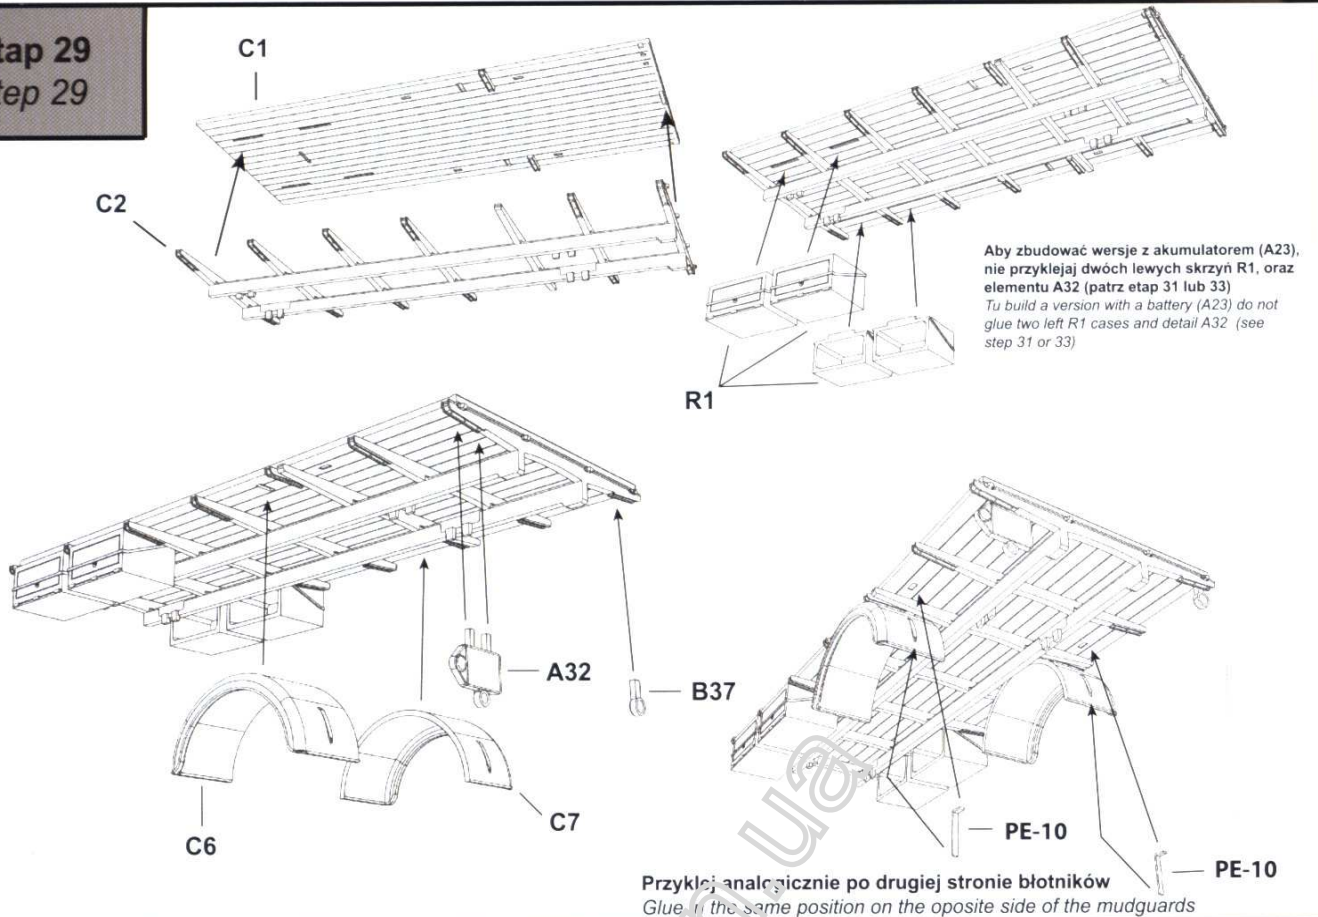 tap 29
tep 29
C1
C2
Aby zbudować wersje z akumulatorem (A23),
nie przyklejaj dwóch lewych skrzyń R1, oraz
elementu A32 (patrz etap 31 lub 33)
Tu build a version with a battery (A23) do not
glue two left R1 cases and detail A32 (see
step 31 or 33)
R1
A32
B37
C6
C7
PE-10
PE-10
Przyklej analogicznie po drugiej stronie błotników
Glue the same position on the oposite side of the mudguards
n.ua